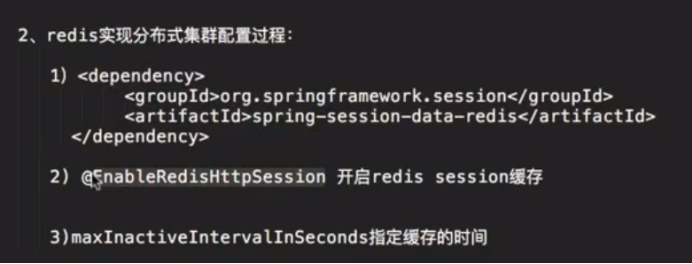 2、redis实现分布式集群配置过程：
1) <dependency>
<groupId>org.springframework.session</groupId>
<artifactId>spring-session-data-redis</artifactId>
</dependency>
2) @EnableRedisHttpSession 开启redis session缓存
3)maxInactiveIntervalInSeconds指定缓存的时间